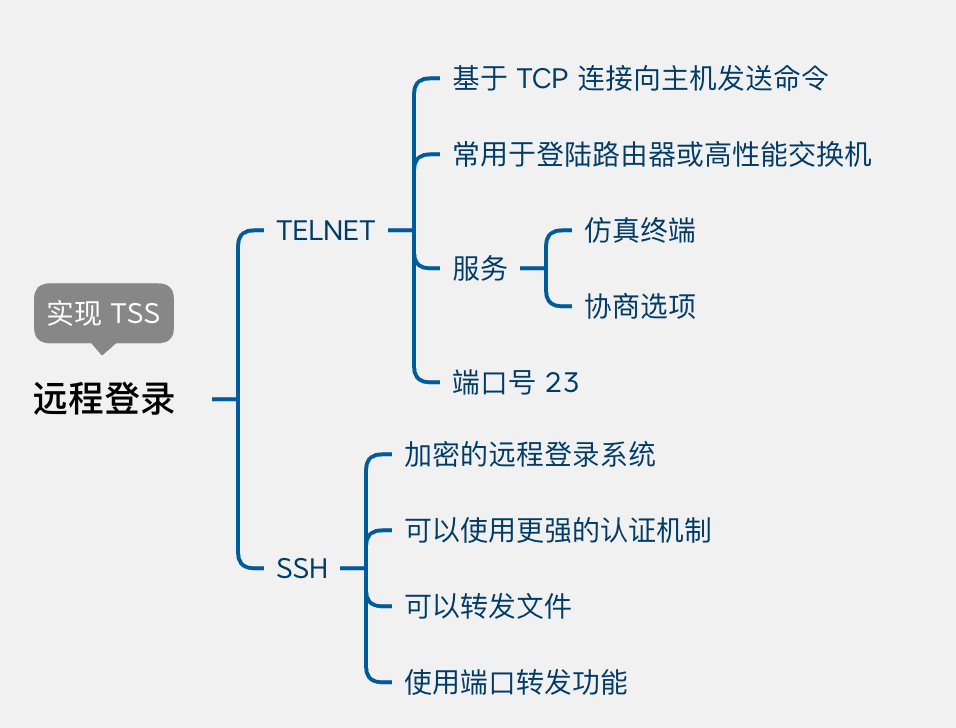 实现 TSS
远程登录
TELNET
基于 TCP 连接向主机发送命令
常用于登陆路由器或高性能交换机
服务
仿真终端
协商选项
端口号 23
SSH
加密的远程登录系统
可以使用更强的认证机制
可以转发文件
使用端口转发功能